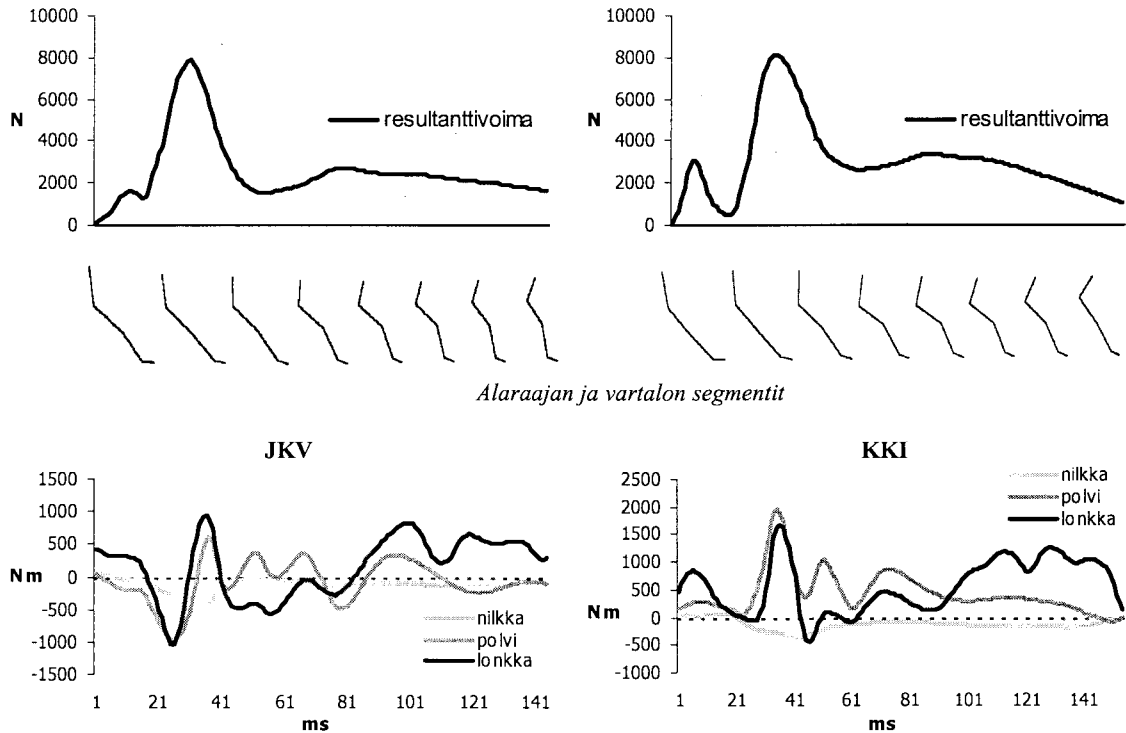 10000
8000
6000
4000
2000
0
N
resultanttivoima
10000
8000
6000
4000
2000
0
N
resultanttivoima
Alaraajan ja vartalon segmentit
JKV
1500
1000
500
0
-500
-1000
-1500
Nm
nilkka
polvi
lonkka
1 21 41 61 81 101 121 141
ms
KKI
2500
2000
1500
1000
500
0
-500
-1000
Nm
nilkka
polvi
lonkka
1 21 41 61 81 101 121 141
ms